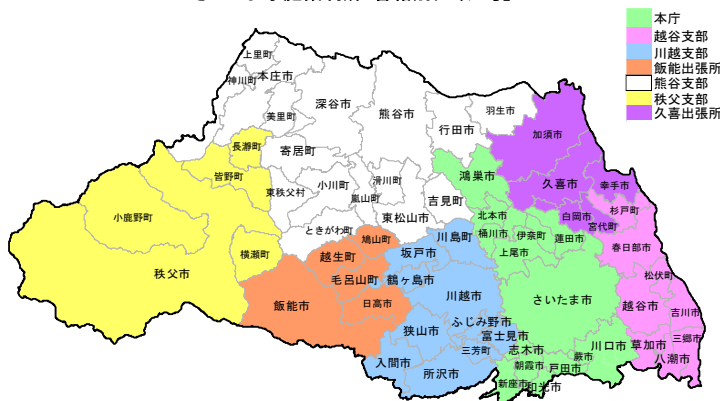 本庁
越谷支部
川越支部
飯能出張所
熊谷支部
秩父支部
久喜出張所
上里町
神川町
本庄市
美里町
深谷市
熊谷市
行田市
羽生市
加須市
長瀞町
寄居町
皆野町
東秩父村
小川町
嵐山町
滑川町
吉見町
東松山市
ときがわ町
鴻巣市
久喜市
幸手市
杉戸町
白岡市
宮代町
北本市
桶川市
伊奈町
蓮田市
上尾市
春日部市
小鹿野町
秩父市
横瀬町
鳩山町
越生町
毛呂山町
日高市
飯能市
坂戸市
川島町
鶴ヶ島市
川越市
さいたま市
松伏町
越谷市
吉川市
狭山市
ふじみ野市
富士見市
三芳町
入間市
所沢市
志木市
朝霞市
新座市
和光市
戸田市
蕨市
川口市
草加市
八潮市
三郷市